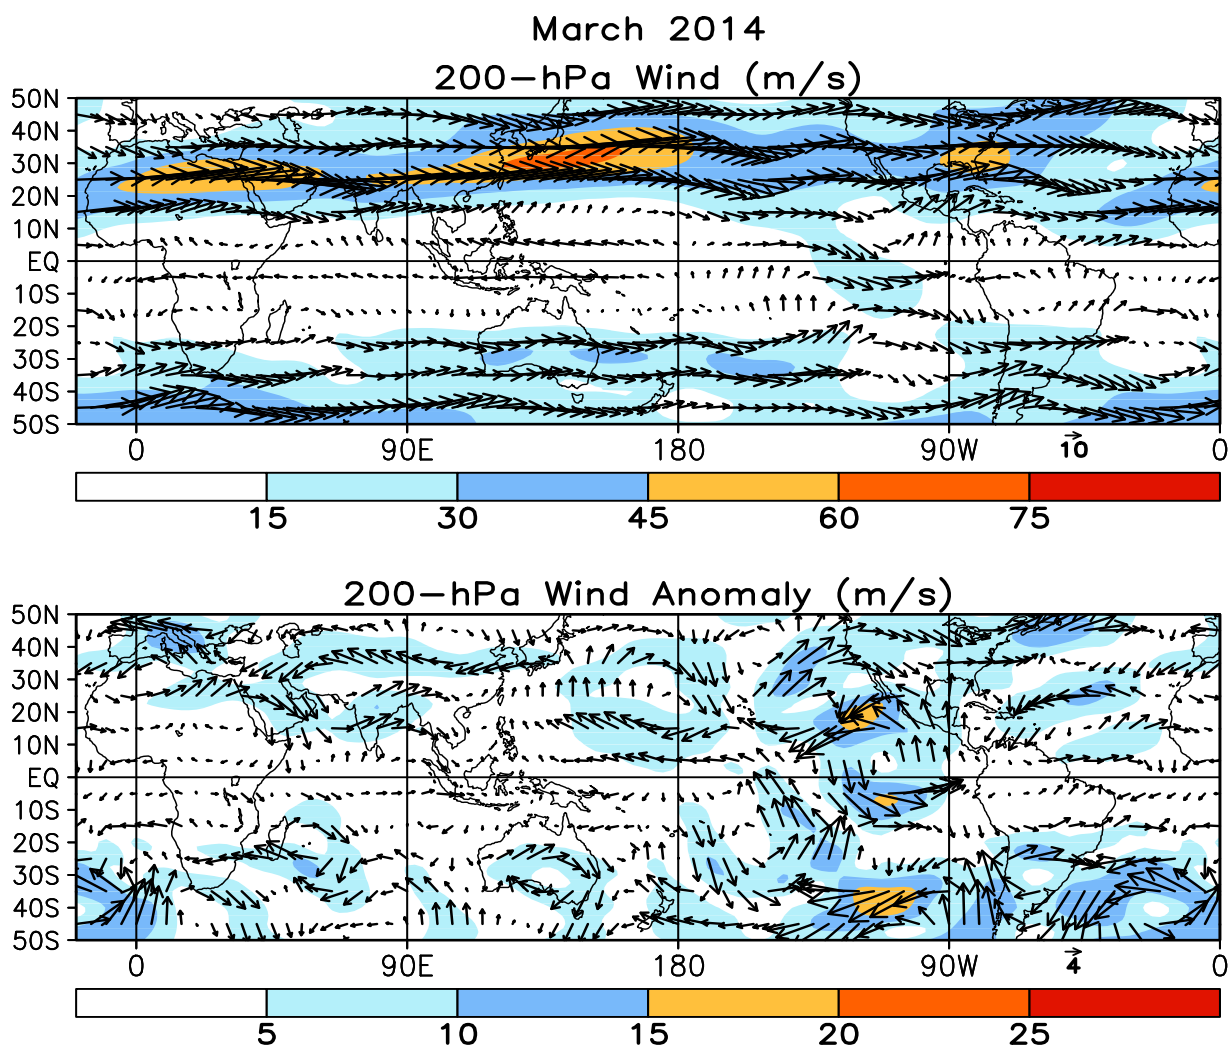 March 2014
200-hPa Wind (m/s)
50N
40N
30N
20N
10N
EQ
10S
20S
30S
40S
50S
0 90E 180 90W 0
10
15 30 45 60 75
200-hPa Wind Anomaly (m/s)
50N
40N
30N
20N
10N
EQ
10S
20S
30S
40S
50S
0 90E 180 90W 0
4
5 10 15 20 25